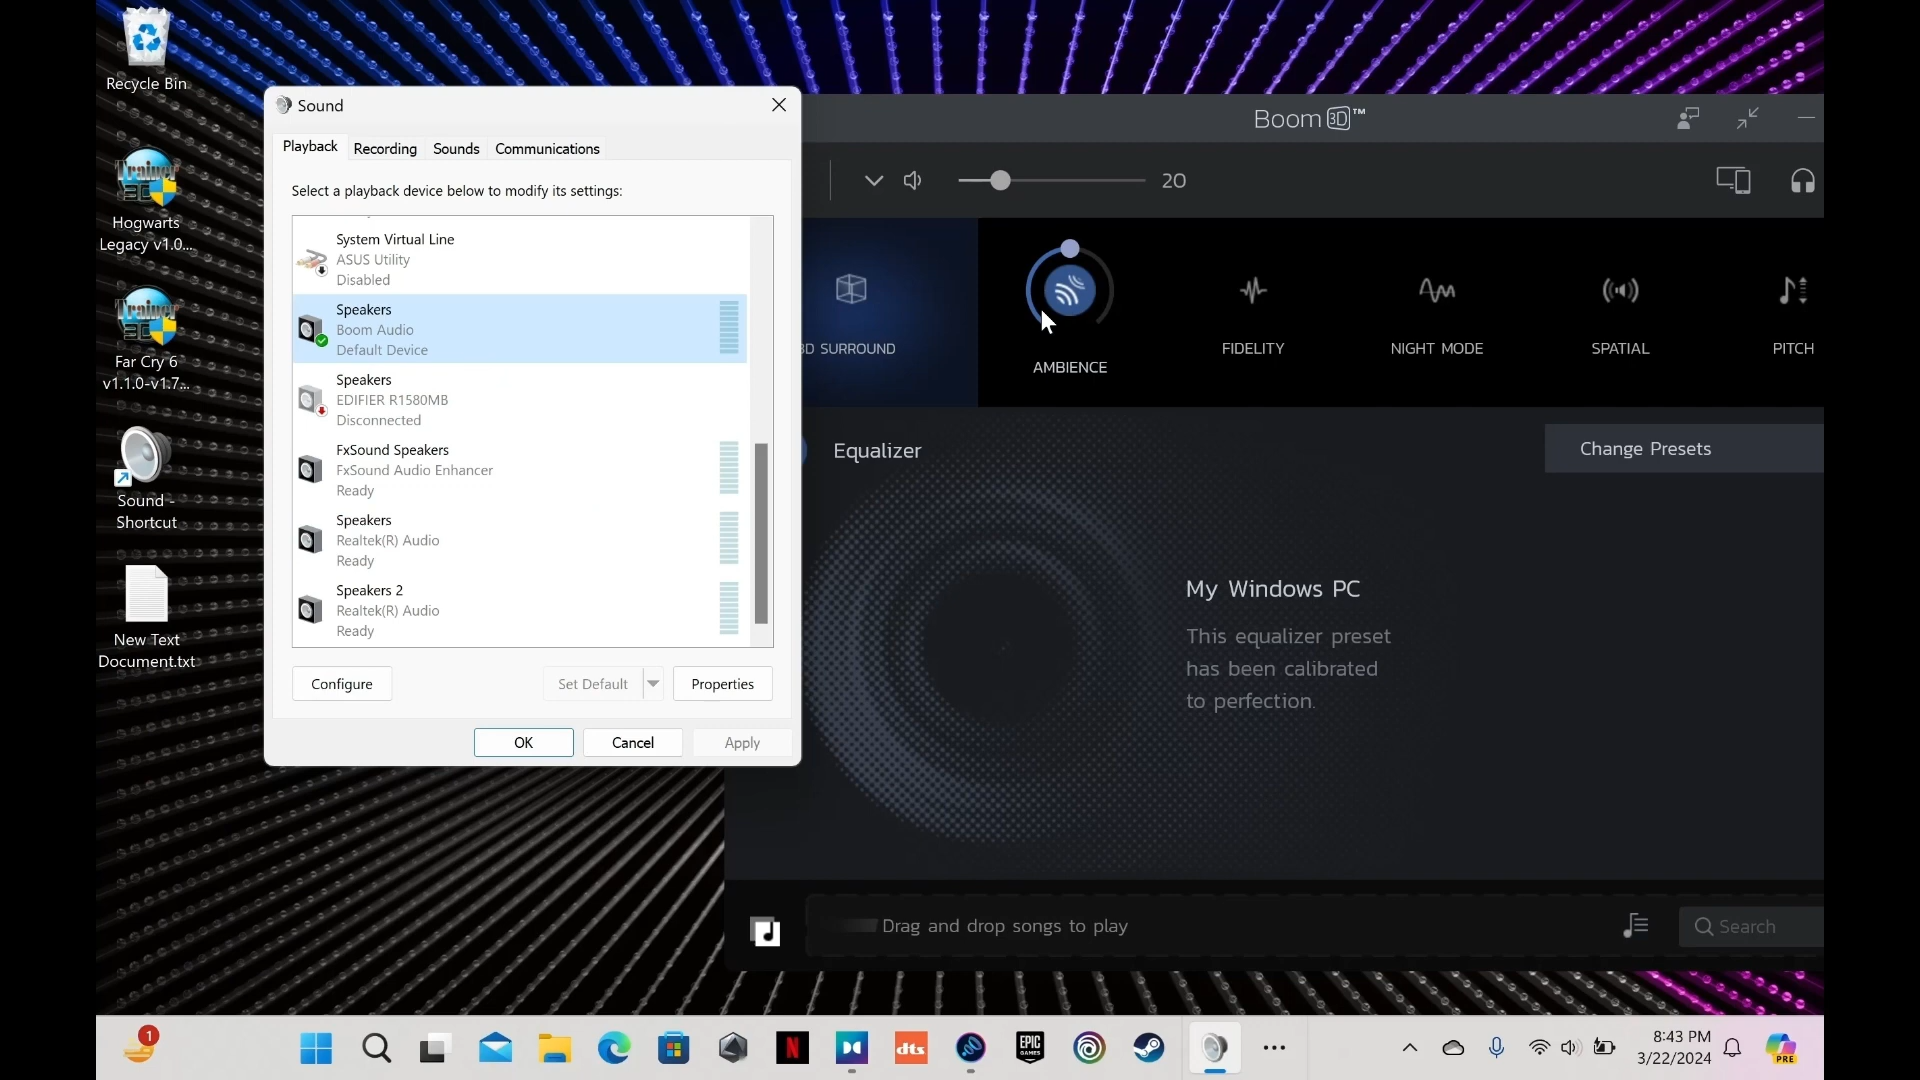 Recycle Bin
Hogwarts
Legacy v1.0...
Far Cry 6
v1.1.0-v1.7...
Sound -
Shortcut
New Text
Document.txt
Sound
Playback
Recording
Sounds
Communications
Select a playback device below to modify its settings:
System Virtual Line
ASUS Utility
Disabled
Speakers
Boom Audio
Default Device
Speakers
EDIFIER R1580MB
Disconnected
FxSound Speakers
FxSound Audio Enhancer
Ready
Speakers
Realtek(R) Audio
Ready
Speakers 2
Realtek(R) Audio
Ready
Configure
Set Default
Properties
OK
Cancel
Apply
Boom 3D™
20
3D SURROUND
AMBIENCE
FIDELITY
NIGHT MODE
SPATIAL
PITCH
Equalizer
Change Presets
My Windows PC
This equalizer preset
has been calibrated
to perfection.
Drag and drop songs to play
Search
1
N
dts
EPIC
GAMES
8:43 PM
3/22/2024
PRE